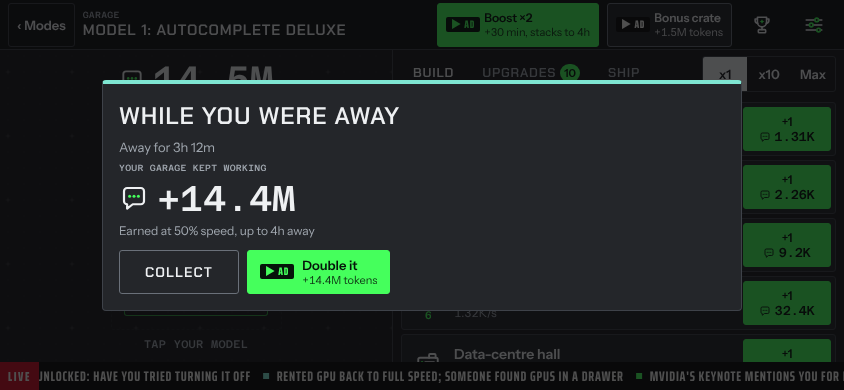 ‹ Modes
GARAGE
MODEL 1: AUTOCOMPLETE DELUXE
AD
Boost ×2
+30 min, stacks to 4h
AD
Bonus crate
+1.5M tokens
BUILD
UPGRADES 10
SHIP
x1
x10
Max
WHILE YOU WERE AWAY
Away for 3h 12m
YOUR GARAGE KEPT WORKING
+14.4M
Earned at 50% speed, up to 4h away
COLLECT
AD
Double it
+14.4M tokens
+1
1.31K
+1
2.26K
+1
9.2K
+1
32.4K
6
1.32K/s
TAP YOUR MODEL
Data-centre hall
+1
LIVE
UNLOCKED: HAVE YOU TRIED TURNING IT OFF
RENTED GPU BACK TO FULL SPEED; SOMEONE FOUND GPUS IN A DRAWER
MVIDIA'S KEYNOTE MENTIONS YOU FOR